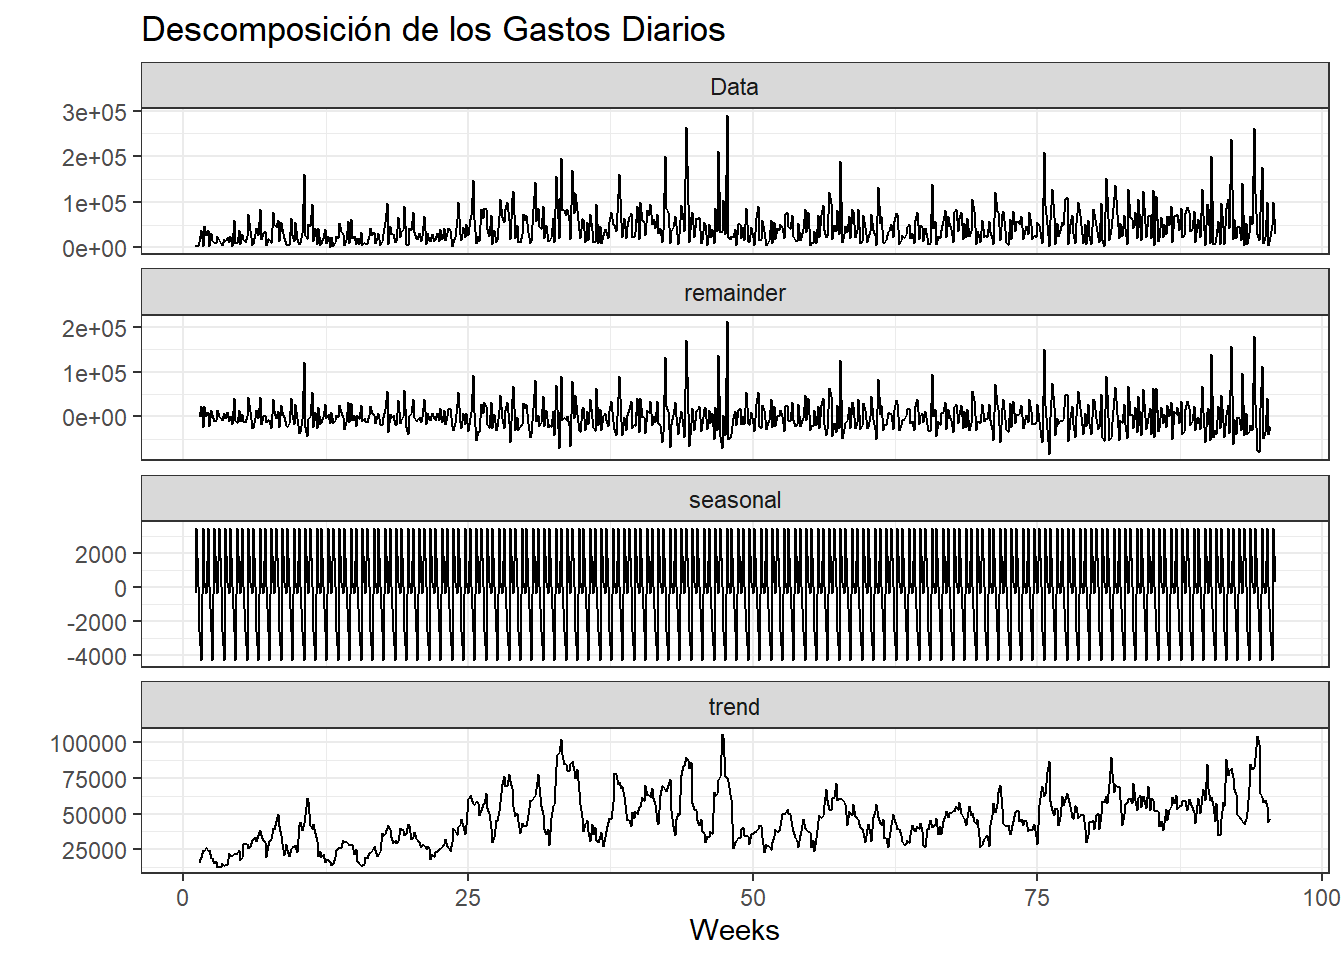 Descomposición de los Gastos Diarios
Data
3e+05
2e+05
1e+05
0e+00
remainder
2e+05
1e+05
0e+00
seasonal
2000
0
-2000
-4000
trend
100000
75000
50000
25000
0 25 50 75 100
Weeks